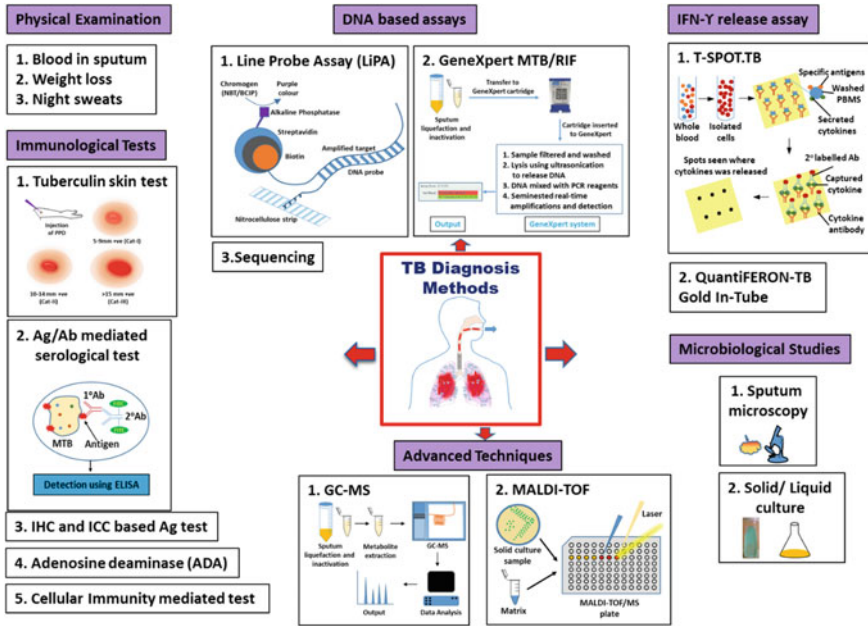 Physical Examination
1. Blood in sputum
2. Weight loss
3. Night sweats
Immunological Tests
1. Tuberculin skin test
Injection
of PPD
5-9mm +ve (Cat-I)
10-14 mm +ve
(Cat-II)
>15 mm +ve
(Cat-III)
2. Ag/Ab mediated
serological test
1°Ab
2°Ab
MTB
Antigen
Detection using ELISA
3. IHC and ICC based Ag test
4. Adenosine deaminase (ADA)
5. Cellular Immunity mediated test
DNA based assays
1. Line Probe Assay (LiPA)
Chromogen
(NBT/BCIP)
Purple
colour
Alkaline Phosphatase
Streptavidin
Biotin
Amplified target
DNA probe
Nitrocellulose strip
2. GeneXpert MTB/RIF
Transfer to
GeneXpert cartridge
Sputum
liquefaction and
inactivation
Cartridge inserted
to GeneXpert
1. Sample filtered and washed
2. Lysis using ultrasonication
to release DNA
3. DNA mixed with PCR reagents
4. Seminested real-time
amplifications and detection
Output
GeneXpert system
3.Sequencing
TB Diagnosis
Methods
Advanced Techniques
1. GC-MS
Sputum
liquefaction and
inactivation
Metabolite
extraction
GC-MS
Output
Data Analysis
2. MALDI-TOF
Laser
Solid culture
sample
Matrix
MALDI-TOF/MS
plate
IFN-ϒ release assay
1. T-SPOT.TB
Specific antigens
Washed
PBMS
Secreted
cytokines
Whole
blood
Isolated
cells
Spots seen where
cytokines was released
2° labelled Ab
Captured
cytokine
Cytokine
antibody
2. QuantiFERON-TB
Gold In-Tube
Microbiological Studies
1. Sputum
microscopy
2. Solid/ Liquid
culture